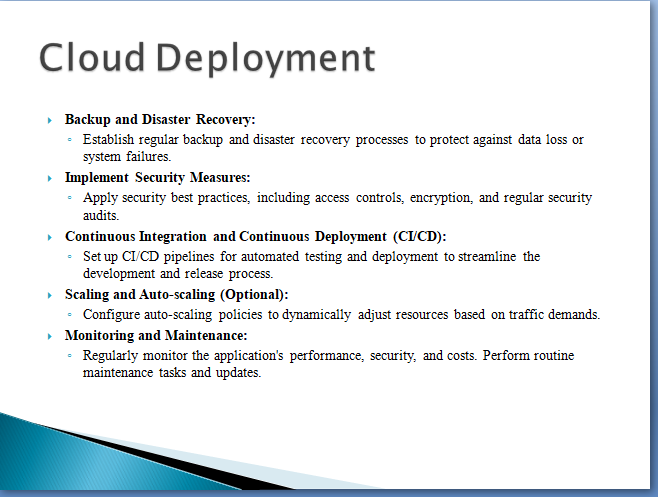 Cloud Deployment
Backup and Disaster Recovery:
Establish regular backup and disaster recovery processes to protect against data loss or
system failures.
Implement Security Measures:
Apply security best practices, including access controls, encryption, and regular security
audits.
Continuous Integration and Continuous Deployment (CI/CD):
Set up CI/CD pipelines for automated testing and deployment to streamline the
development and release process.
Scaling and Auto-scaling (Optional):
Configure auto-scaling policies to dynamically adjust resources based on traffic demands.
Monitoring and Maintenance:
Regularly monitor the application's performance, security, and costs. Perform routine
maintenance tasks and updates.